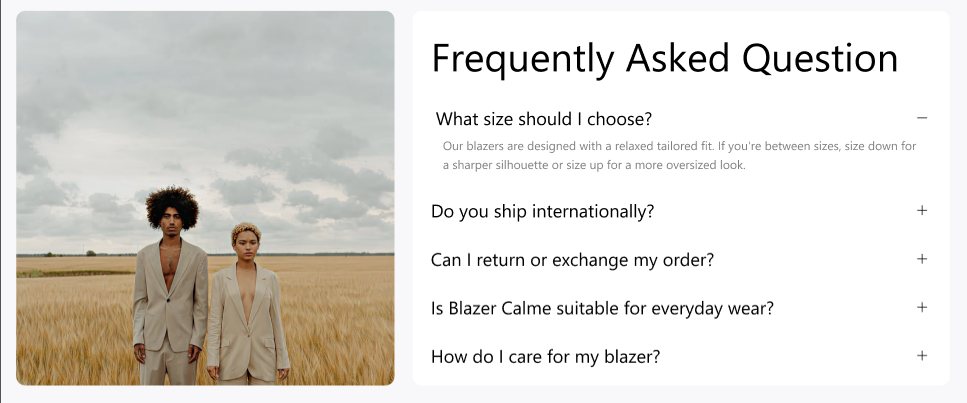 Frequently Asked Question
What size should I choose?
Our blazers are designed with a relaxed tailored fit. If you're between sizes, size down for
a sharper silhouette or size up for a more oversized look.
Do you ship internationally?
Can I return or exchange my order?
Is Blazer Calme suitable for everyday wear?
How do I care for my blazer?